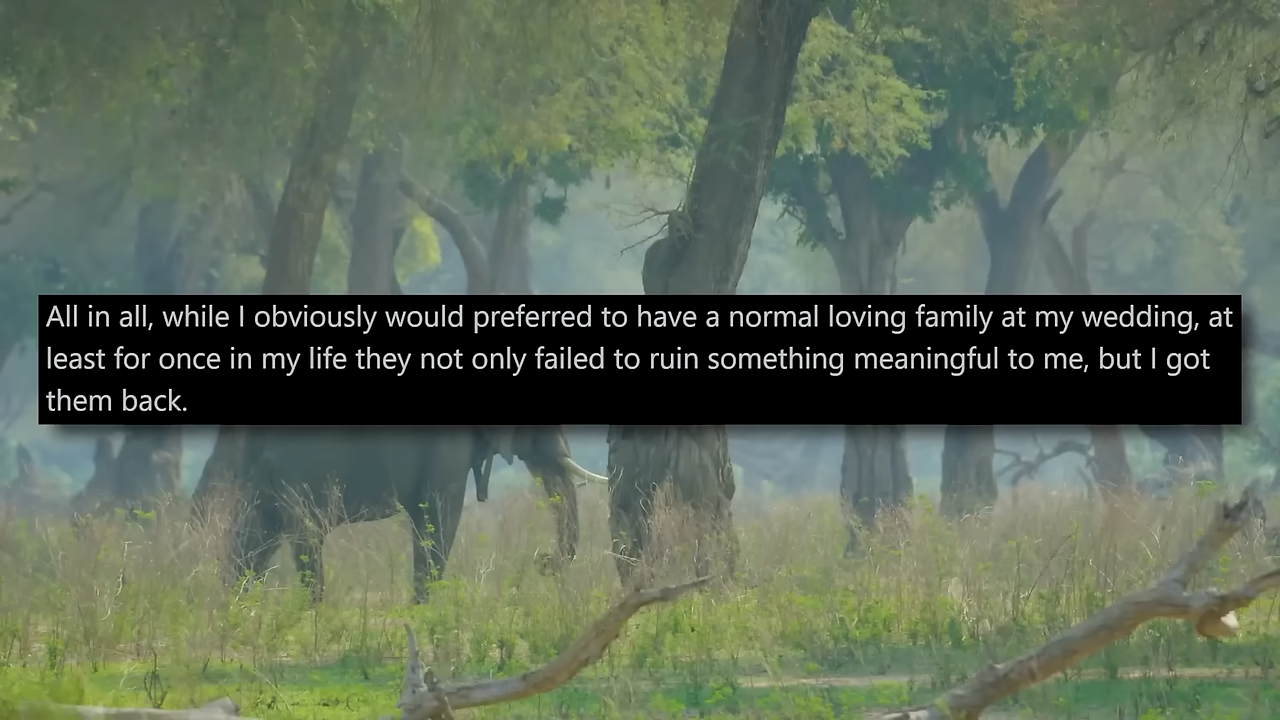 All in all, while I obviously would preferred to have a normal loving family at my wedding, at
least for once in my life they not only failed to ruin something meaningful to me, but I got
them back.